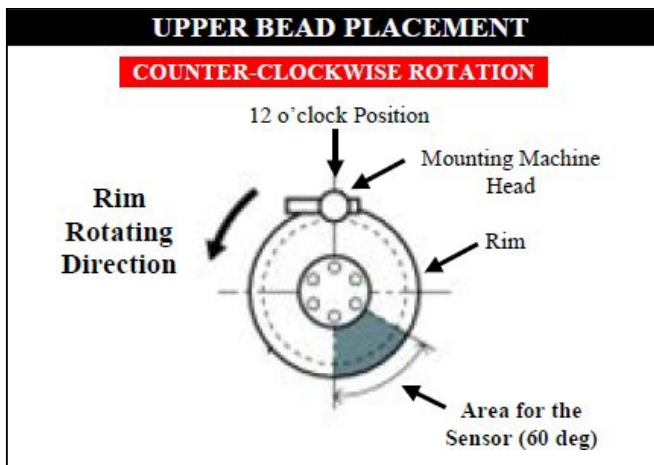 UPPER BEAD PLACEMENT
COUNTER-CLOCKWISE ROTATION
12 o’clock Position
Mounting Machine
Head
Rim
Rotating
Direction
Rim
Area for the
Sensor (60 deg)